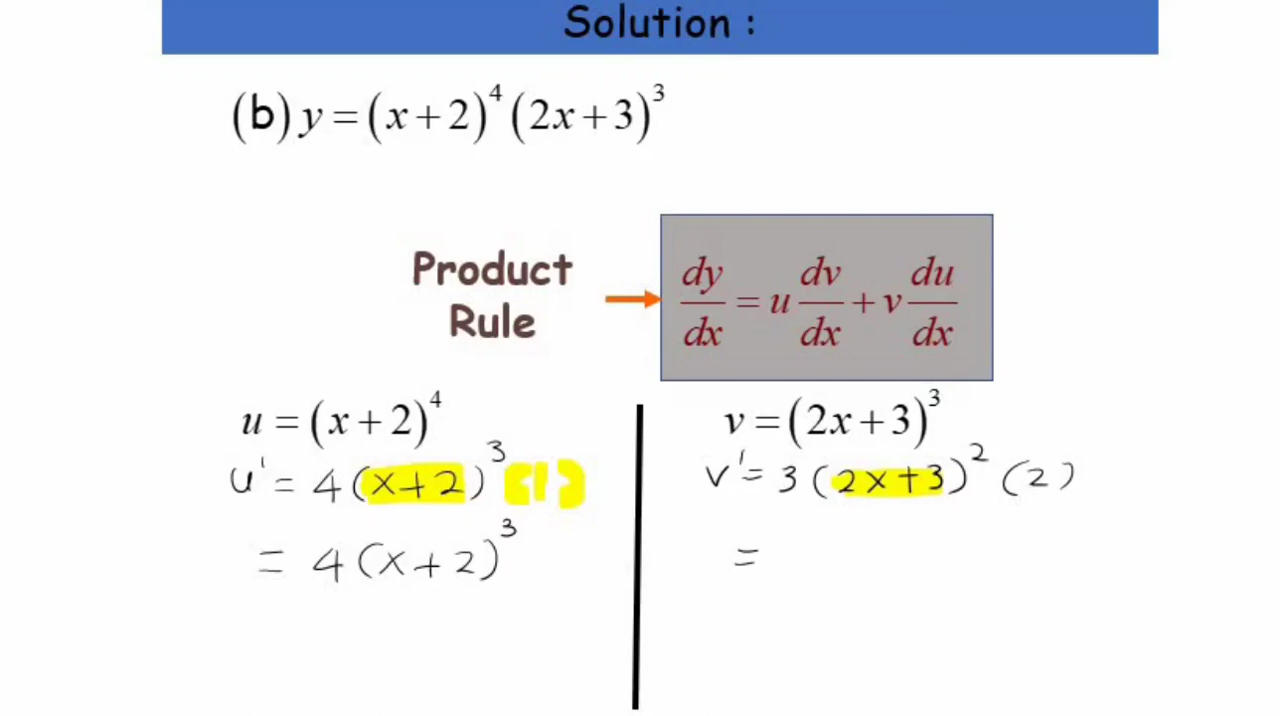 Solution :
(b) y = (x + 2)^4 (2x + 3)^3
Product
Rule
dy/dx = u dv/dx + v du/dx
u = (x + 2)^4
u' = 4(x+2)^3 (1)
= 4(x+2)^3
v = (2x + 3)^3
v' = 3(2x+3)^2 (2)
=